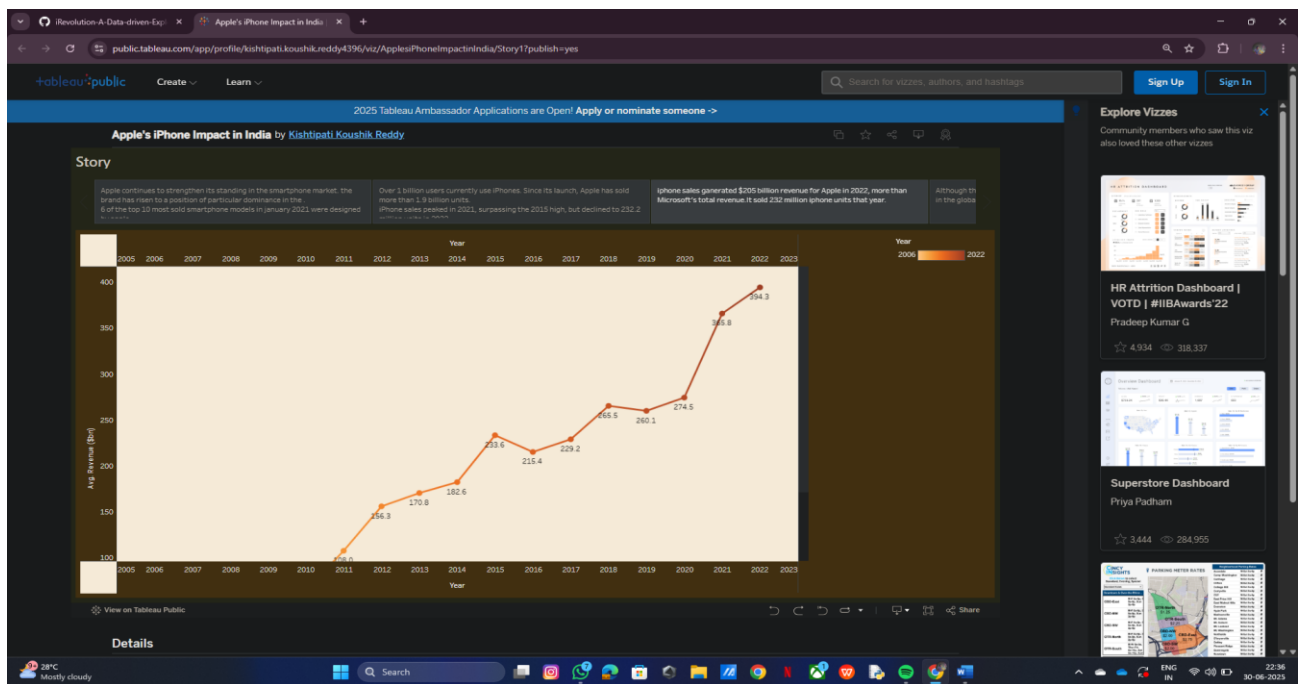 iRevolution-A-Data-driven-Expl
Apple's iPhone Impact in India |
public.tableau.com/app/profile/kishtipati.koushik.reddy4396/viz/ApplesiPhoneImpactinIndia/Story1?publish=yes
+ableau public
Create
Learn
Search for vizzes, authors, and hashtags
Sign Up
Sign In
2025 Tableau Ambassador Applications are Open! Apply or nominate someone ->
Apple's iPhone Impact in India by Kishtipati Koushik Reddy
Story
Apple continues to strengthen its standing in the smartphone market, the
brand has risen to a position of particular dominance in the .
6 of the top 10 most sold smartphone models in january 2021 were designed
Over 1 billion users currently use iPhones. Since its launch, Apple has sold
more than 1.9 billion units.
iPhone sales peaked in 2021, surpassing the 2015 high, but declined to 232.2
iphone sales ganerated $205 billion revenue for Apple in 2022, more than
Microsoft's total revenue.It sold 232 million iphone units that year.
Although th
in the globa
Year
2005 2006 2007 2008 2009 2010 2011 2012 2013 2014 2015 2016 2017 2018 2019 2020 2021 2022 2023
Year
2006 2022
400
350
300
250
200
150
100
Avg. Revenue ($bn)
156.3
170.8
182.6
233.6
215.4
229.2
265.5
260.1
274.5
365.8
394.3
2005 2006 2007 2008 2009 2010 2011 2012 2013 2014 2015 2016 2017 2018 2019 2020 2021 2022 2023
Year
View on Tableau Public
Share
Details
Explore Vizzes
Community members who saw this viz
also loved these other vizzes
HR ATTRITION DASHBOARD
HR Attrition Dashboard |
VOTD | #IIBAwards'22
Pradeep Kumar G
4,934 318,337
Overview Dashboard
Superstore Dashboard
Priya Padham
3,444 284,955
PARKING METER RATES
28°C
Mostly cloudy
Search
ENG
IN
22:36
30-06-2025